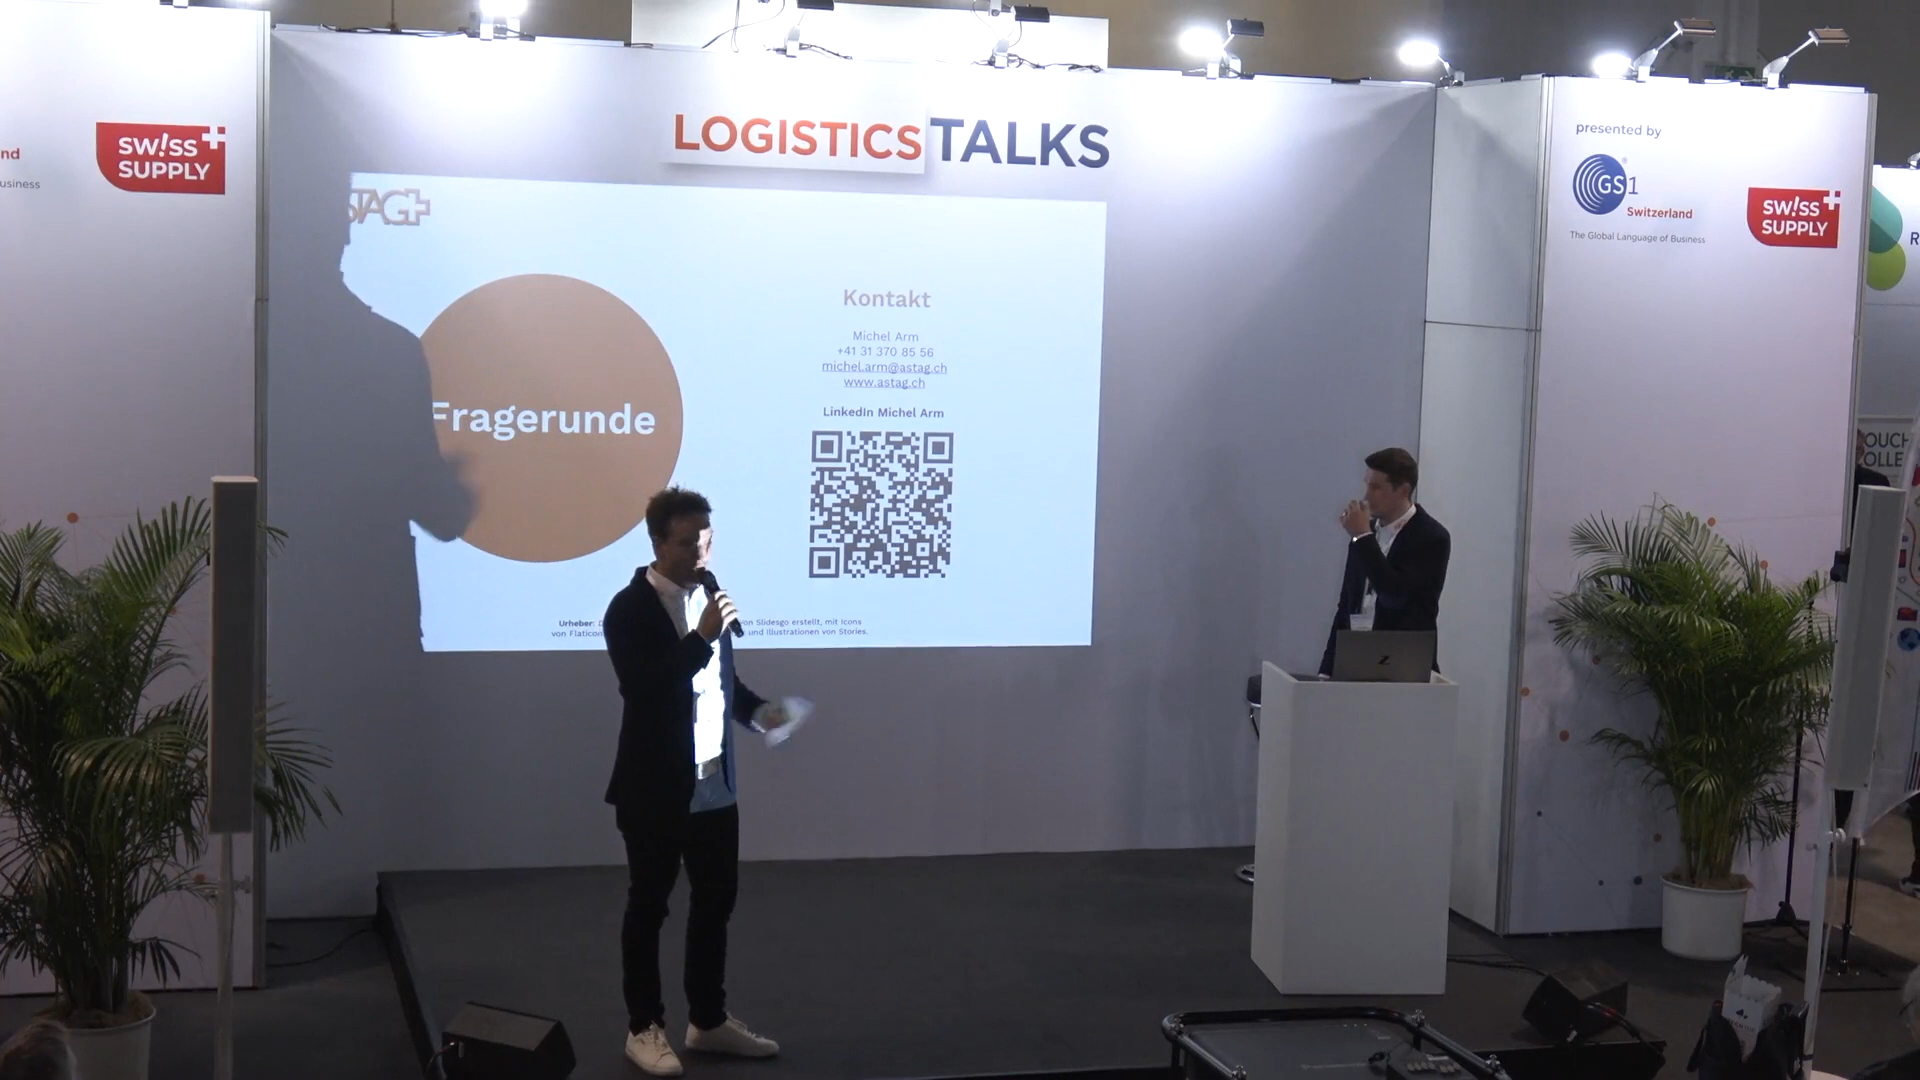 LOGISTICS TALKS
nd
usiness
SW!SS
SUPPLY
STAG
Fragerunde
Kontakt
Michel Arm
+41 31 370 85 56
michel.arm@astag.ch
www.astag.ch
LinkedIn Michel Arm
Urheber: von Slidesgo erstellt, mit Icons
von Flaticon und Illustrationen von Stories.
presented by
GS1
Switzerland
The Global Language of Business
SW!SS
SUPPLY
R
OUCH
OLLE
Z